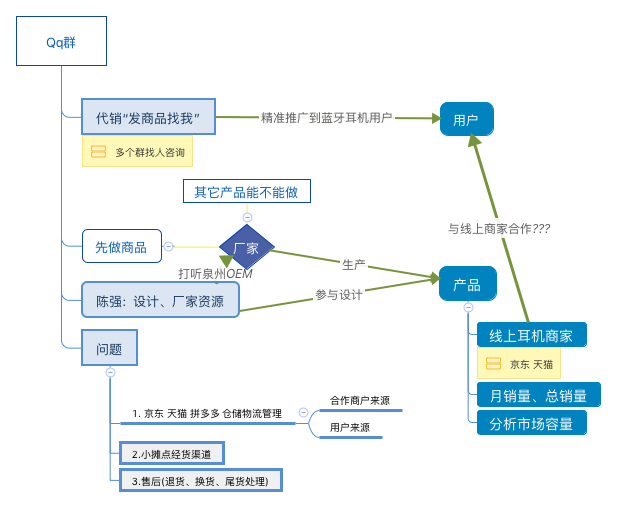 Qq群
代销“发商品找我”
精准推广到蓝牙耳机用户
用户
多个群找人咨询
其它产品能不能做
与线上商家合作???
先做商品
厂家
生产
打听泉州OEM
产品
陈强：设计、厂家资源
参与设计
线上耳机商家
问题
京东 天猫
月销量、总销量
1. 京东 天猫 拼多多 仓储物流管理
合作商户来源
用户来源
分析市场容量
2.小摊点经货渠道
3.售后(退货、换货、尾货处理)